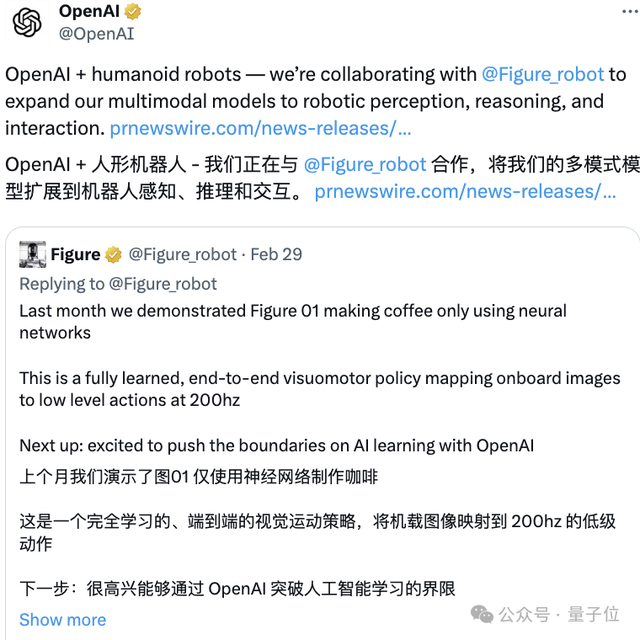 OpenAI
@OpenAI
OpenAI + humanoid robots — we’re collaborating with @Figure_robot to
expand our multimodal models to robotic perception, reasoning, and
interaction. prnewswire.com/news-releases/…
OpenAI + 人形机器人 - 我们正在与 @Figure_robot 合作，将我们的多模式模
型扩展到机器人感知、推理和交互。 prnewswire.com/news-releases/…
Figure @Figure_robot · Feb 29
Replying to @Figure_robot
Last month we demonstrated Figure 01 making coffee only using neural
networks
This is a fully learned, end-to-end visuomotor policy mapping onboard images
to low level actions at 200hz
Next up: excited to push the boundaries on AI learning with OpenAI
上个月我们演示了图01 仅使用神经网络制作咖啡
这是一个完全学习的、端到端的视觉运动策略，将机载图像映射到 200hz 的低级
动作
下一步：很高兴能够通过 OpenAI 突破人工智能学习的界限
Show more
公众号 · 量子位